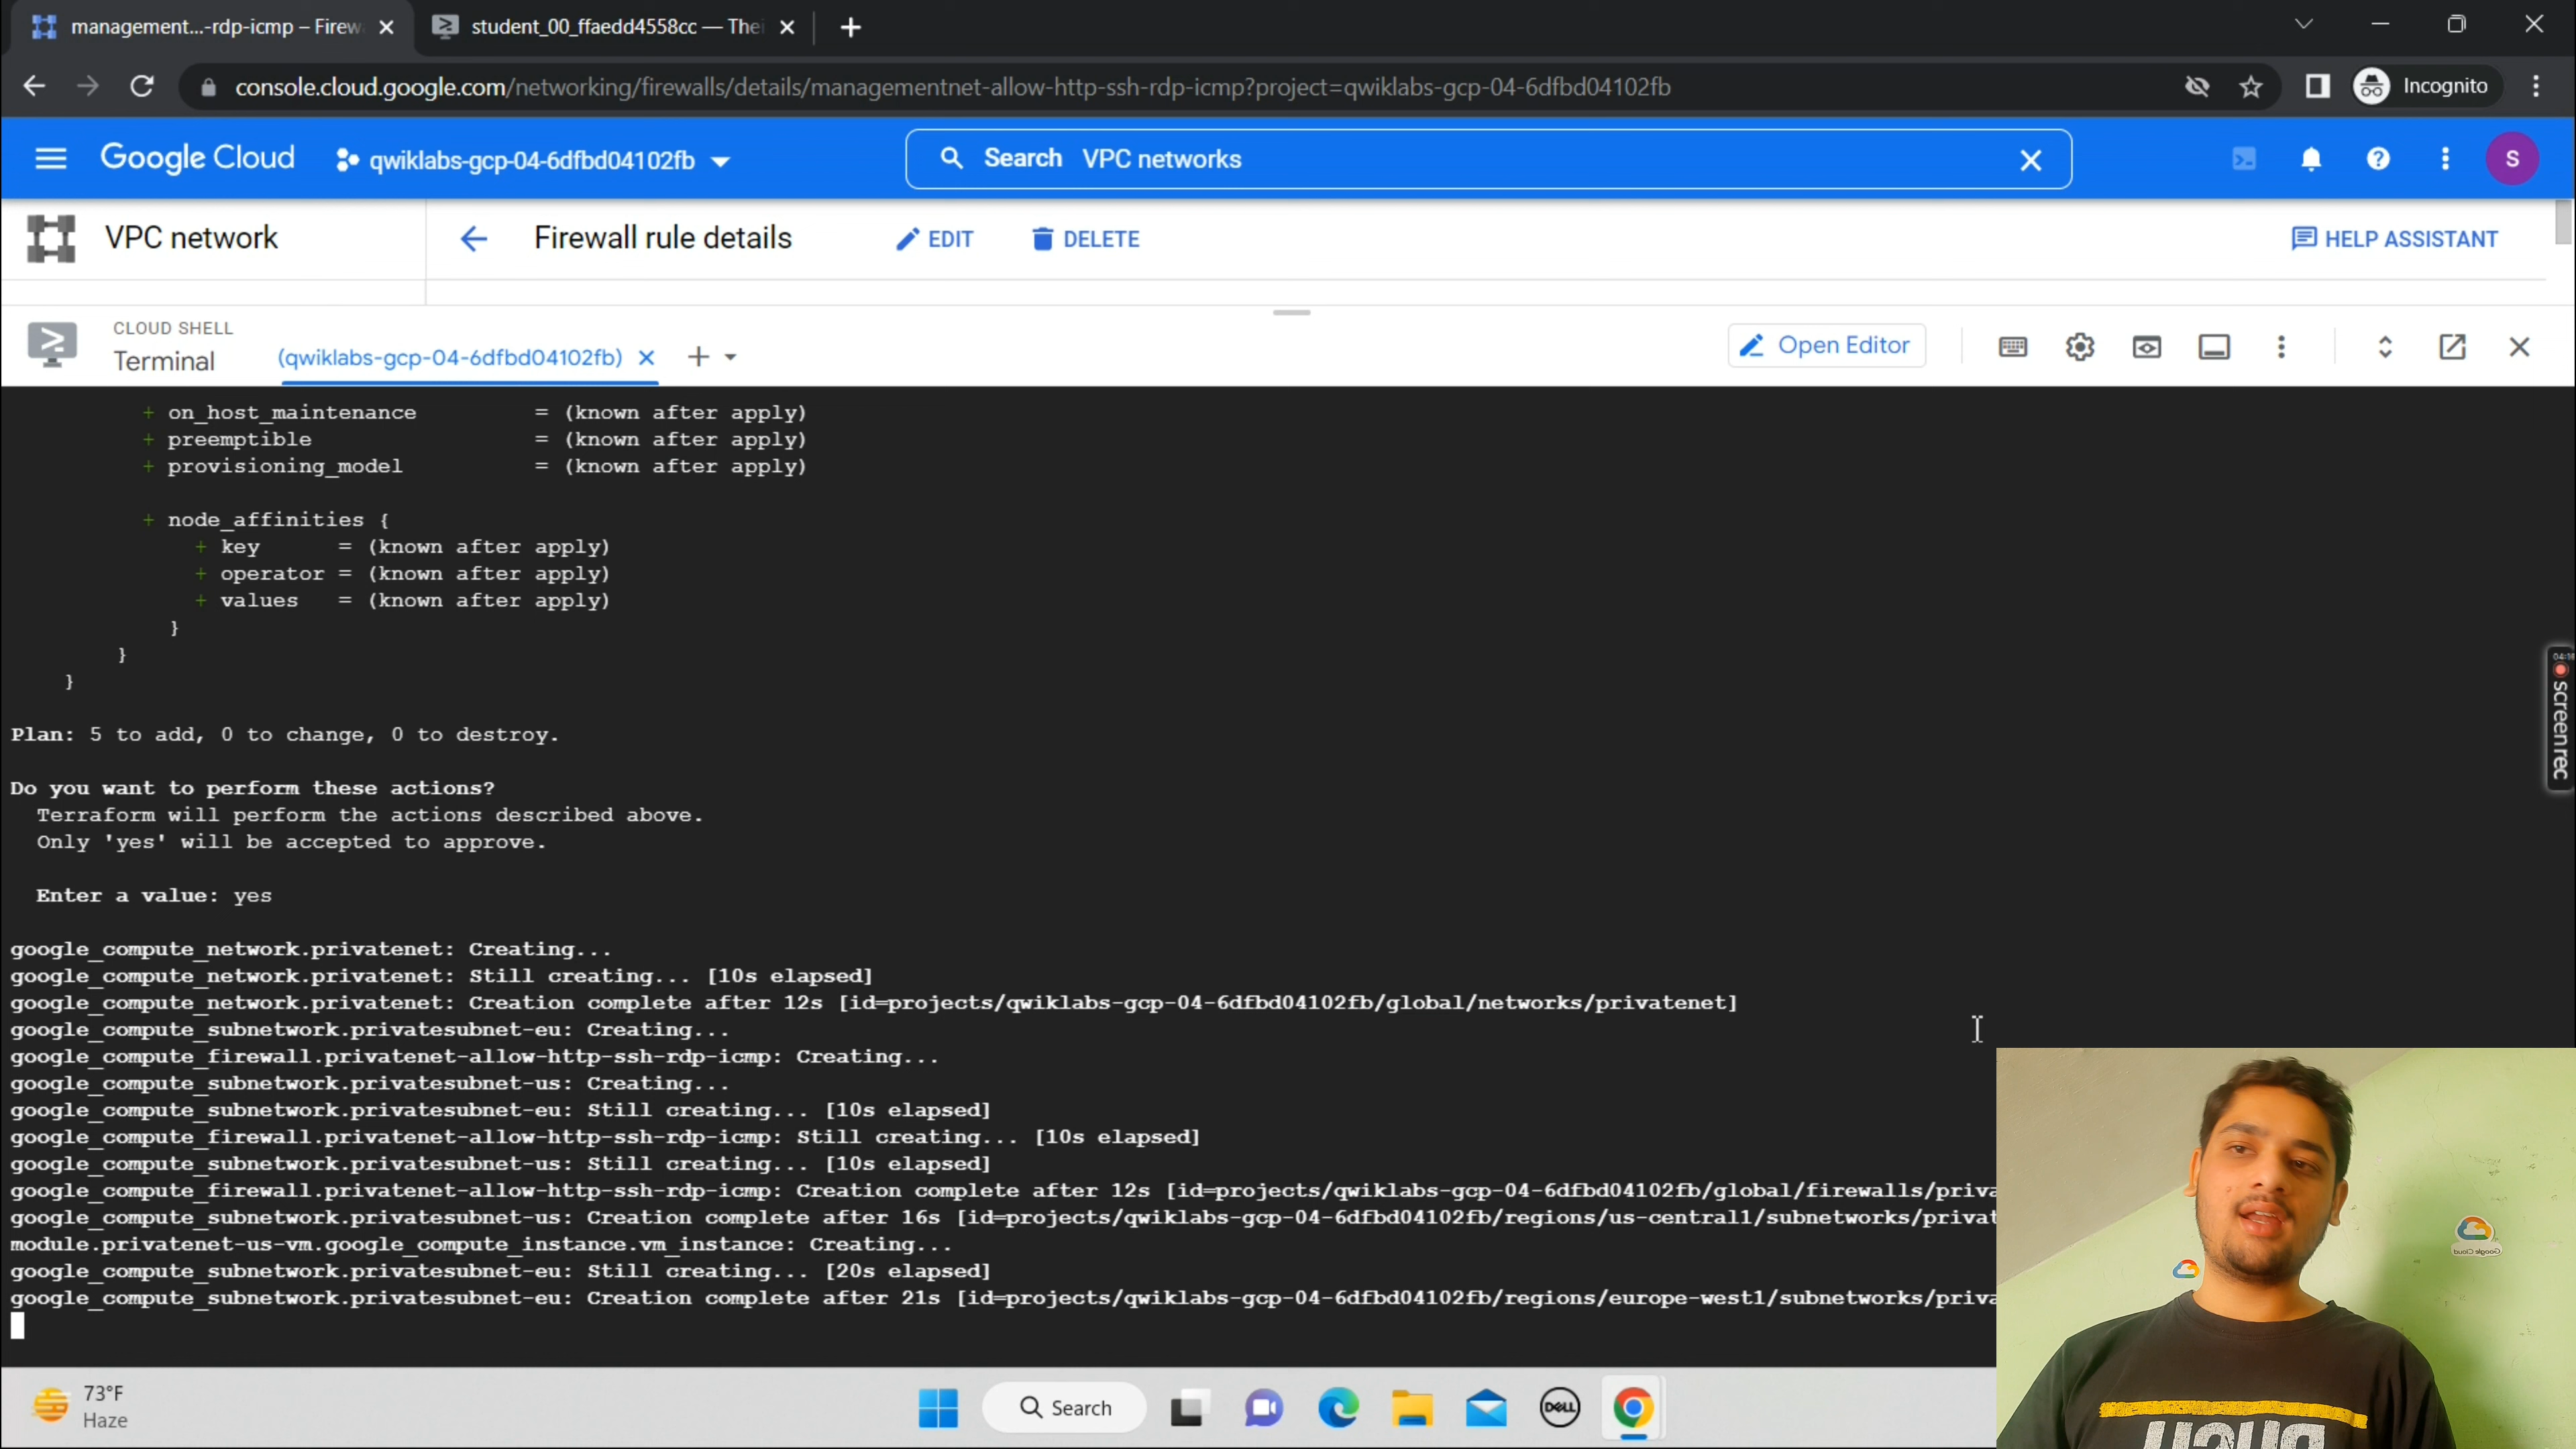 management...-rdp-icmp – Firew
student_00_ffaedd4558cc — Thei
console.cloud.google.com/networking/firewalls/details/managementnet-allow-http-ssh-rdp-icmp?project=qwiklabs-gcp-04-6dfbd04102fb
Incognito
Google Cloud
qwiklabs-gcp-04-6dfbd04102fb
Search VPC networks
S
VPC network
Firewall rule details
EDIT
DELETE
HELP ASSISTANT
CLOUD SHELL
Terminal
(qwiklabs-gcp-04-6dfbd04102fb)
Open Editor
+ on_host_maintenance = (known after apply)
+ preemptible = (known after apply)
+ provisioning_model = (known after apply)
+ node_affinities {
+ key = (known after apply)
+ operator = (known after apply)
+ values = (known after apply)
}
}
}
Plan: 5 to add, 0 to change, 0 to destroy.
Do you want to perform these actions?
Terraform will perform the actions described above.
Only 'yes' will be accepted to approve.
Enter a value: yes
google_compute_network.privatenet: Creating...
google_compute_network.privatenet: Still creating... [10s elapsed]
google_compute_network.privatenet: Creation complete after 12s [id=projects/qwiklabs-gcp-04-6dfbd04102fb/global/networks/privatenet]
google_compute_subnetwork.privatesubnet-eu: Creating...
google_compute_firewall.privatenet-allow-http-ssh-rdp-icmp: Creating...
google_compute_subnetwork.privatesubnet-us: Creating...
google_compute_subnetwork.privatesubnet-eu: Still creating... [10s elapsed]
google_compute_firewall.privatenet-allow-http-ssh-rdp-icmp: Still creating... [10s elapsed]
google_compute_subnetwork.privatesubnet-us: Still creating... [10s elapsed]
google_compute_firewall.privatenet-allow-http-ssh-rdp-icmp: Creation complete after 12s [id=projects/qwiklabs-gcp-04-6dfbd04102fb/global/firewalls/priva
google_compute_subnetwork.privatesubnet-us: Creation complete after 16s [id=projects/qwiklabs-gcp-04-6dfbd04102fb/regions/us-central1/subnetworks/privat
module.privatenet-us-vm.google_compute_instance.vm_instance: Creating...
google_compute_subnetwork.privatesubnet-eu: Still creating... [20s elapsed]
google_compute_subnetwork.privatesubnet-eu: Creation complete after 21s [id=projects/qwiklabs-gcp-04-6dfbd04102fb/regions/europe-west1/subnetworks/priva
screenrec
Google Cloud
73°F
Haze
Search
DELL